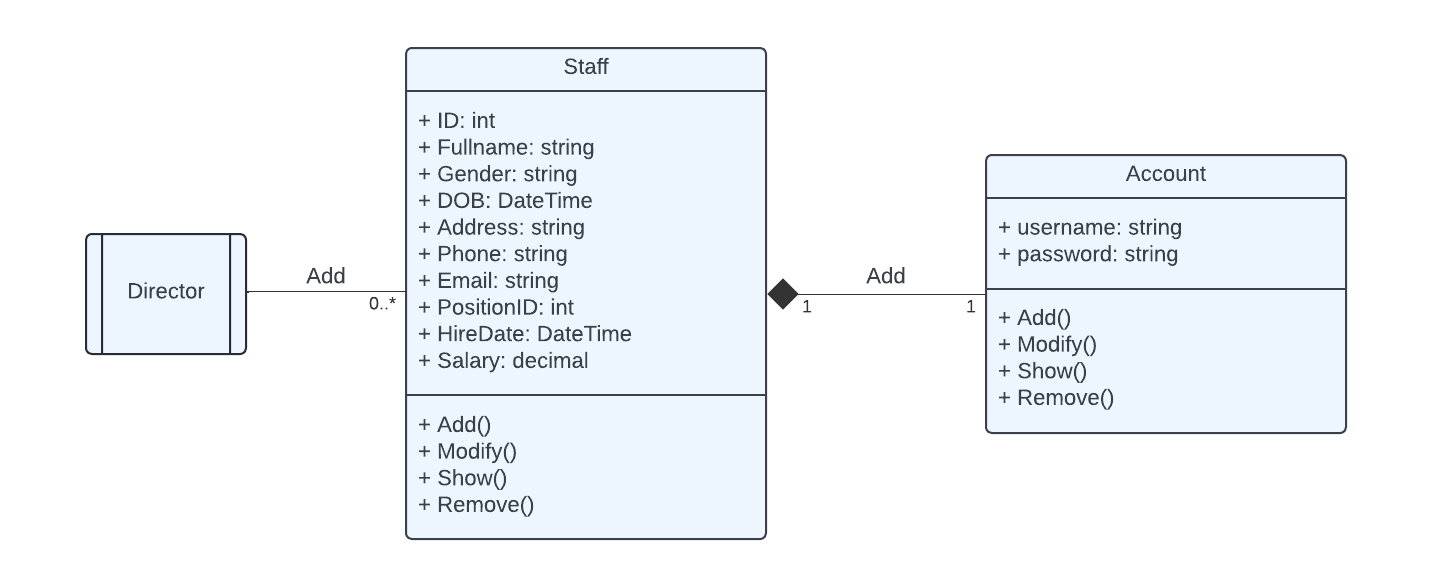 Director
Add
0..*
Staff
+ ID: int
+ Fullname: string
+ Gender: string
+ DOB: DateTime
+ Address: string
+ Phone: string
+ Email: string
+ PositionID: int
+ HireDate: DateTime
+ Salary: decimal
+ Add()
+ Modify()
+ Show()
+ Remove()
Add
1
1
Account
+ username: string
+ password: string
+ Add()
+ Modify()
+ Show()
+ Remove()